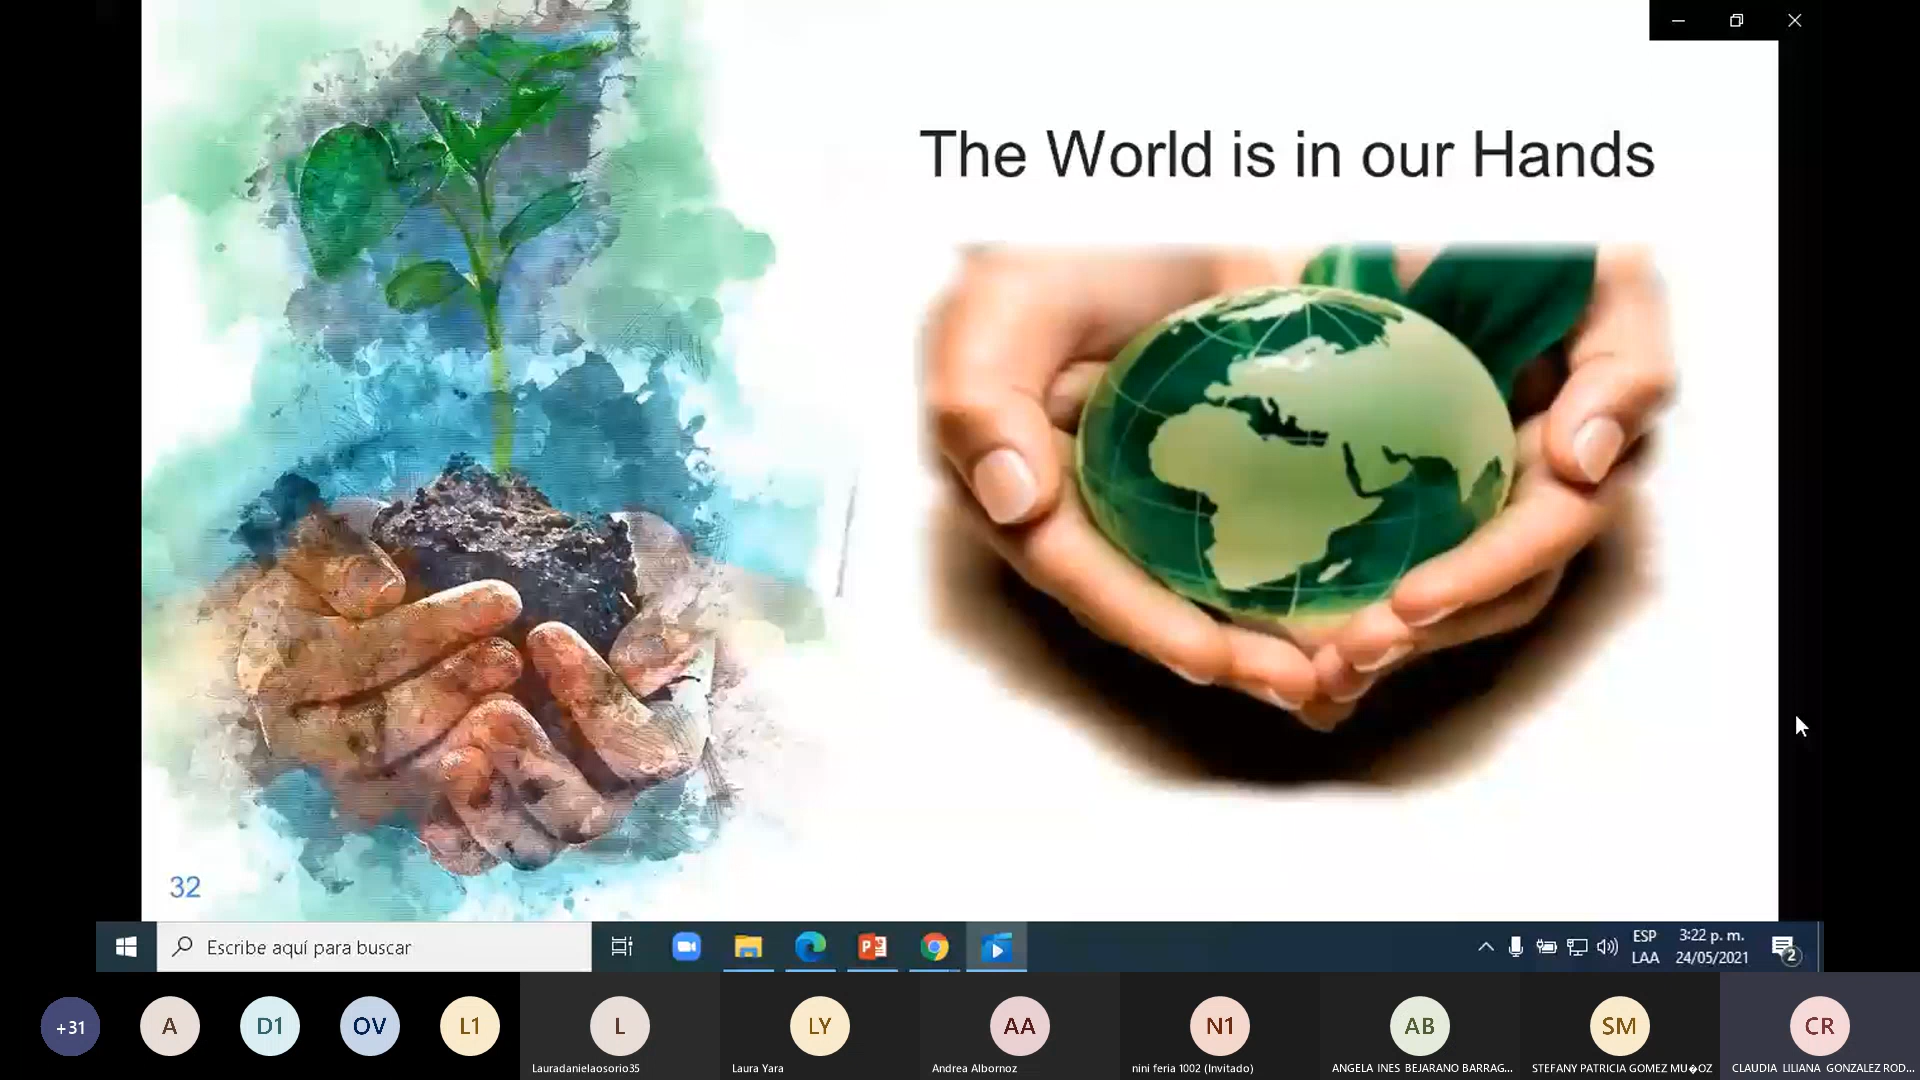 The World is in our Hands
32
Escribe aquí para buscar
ESP
LAA
3:22 p. m.
24/05/2021
2
+31
A
D1
OV
L1
L
Lauradanielaosorio35
LY
Laura Yara
AA
Andrea Albornoz
N1
nini feria 1002 (Invitado)
AB
ANGELA INES BEJARANO BARRAG...
SM
STEFANY PATRICIA GOMEZ MU�OZ
CR
CLAUDIA LILIANA GONZALEZ ROD...